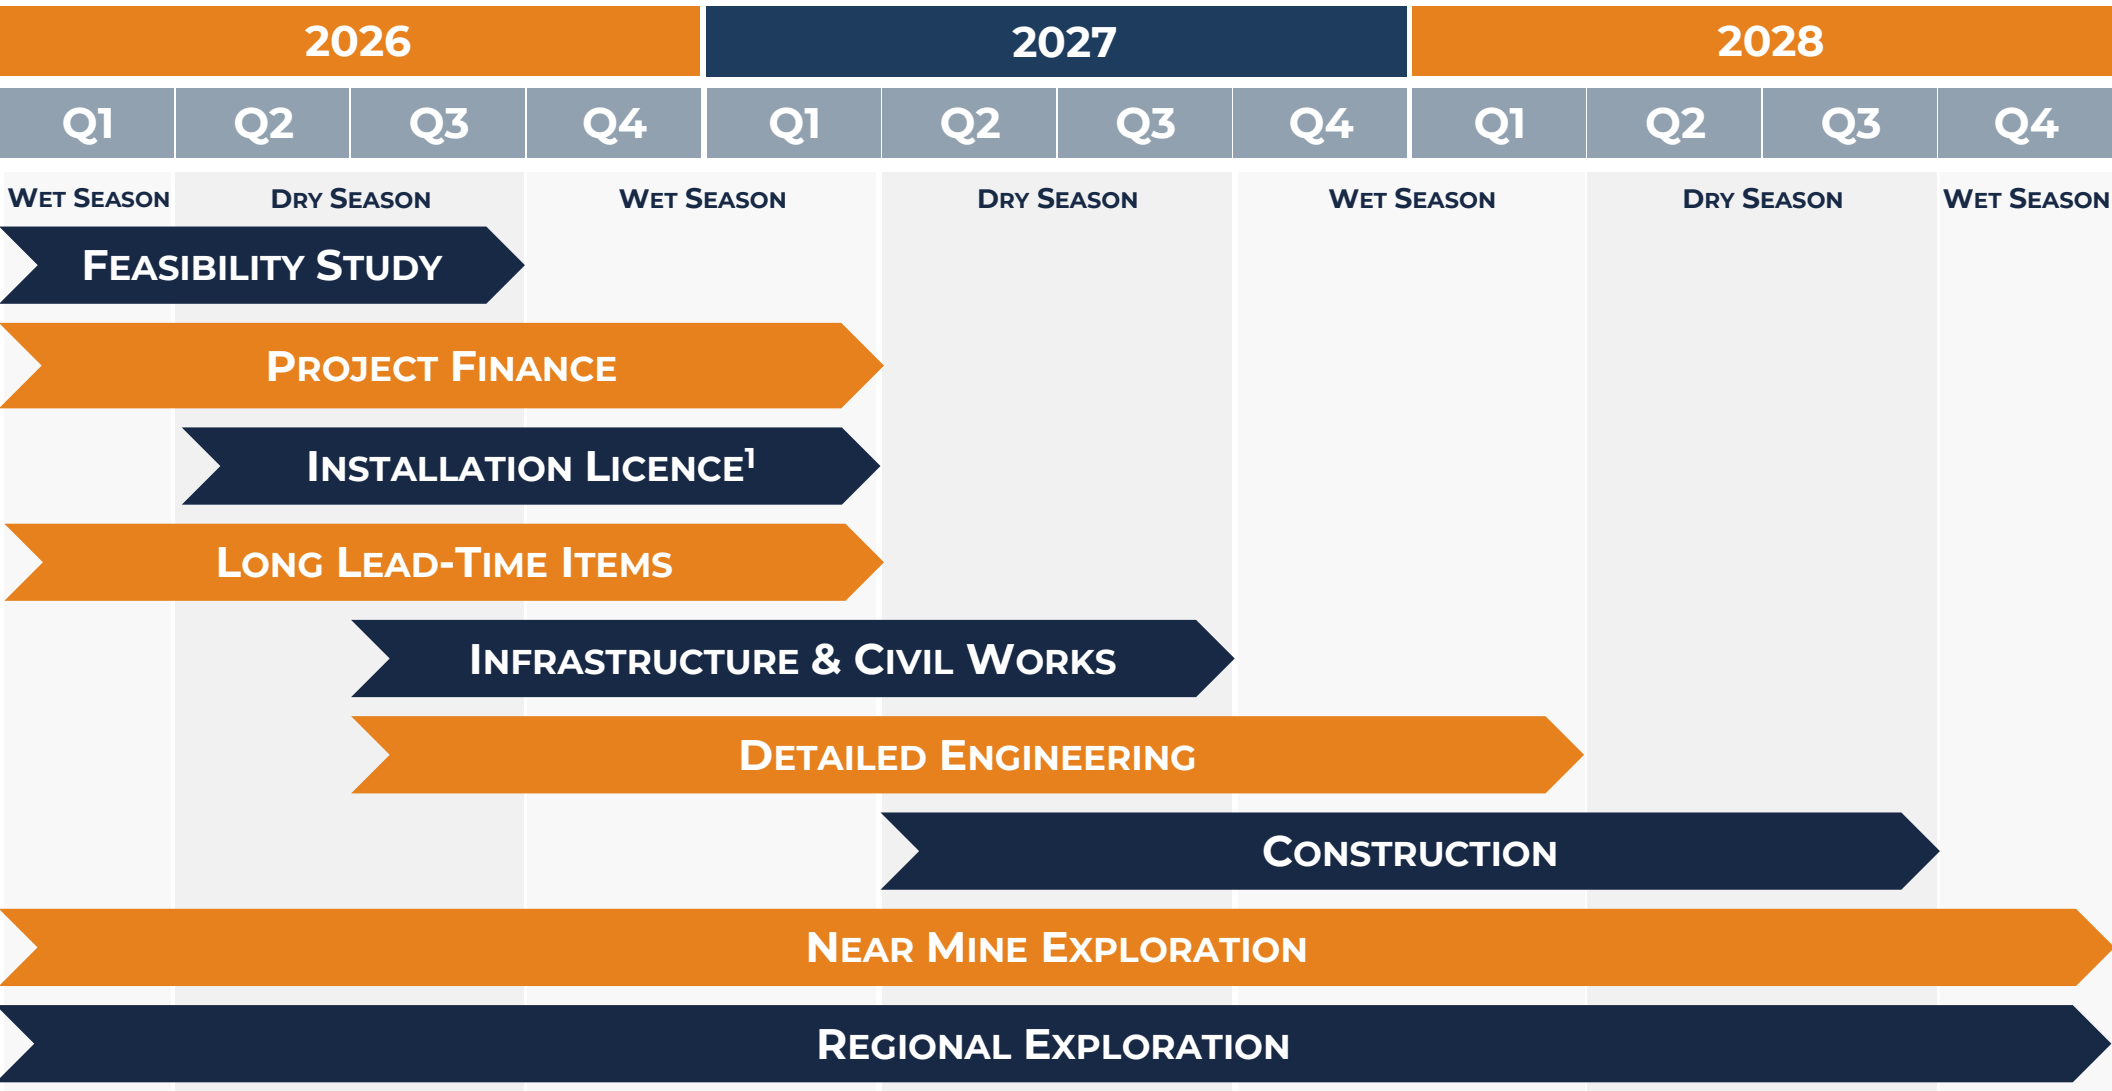 2026 2027 2028
Q1 Q2 Q3 Q4 Q1 Q2 Q3 Q4 Q1 Q2 Q3 Q4
WET SEASON DRY SEASON WET SEASON DRY SEASON WET SEASON DRY SEASON WET SEASON
FEASIBILITY STUDY
PROJECT FINANCE
INSTALLATION LICENCE¹
LONG LEAD-TIME ITEMS
INFRASTRUCTURE & CIVIL WORKS
DETAILED ENGINEERING
CONSTRUCTION
NEAR MINE EXPLORATION
REGIONAL EXPLORATION